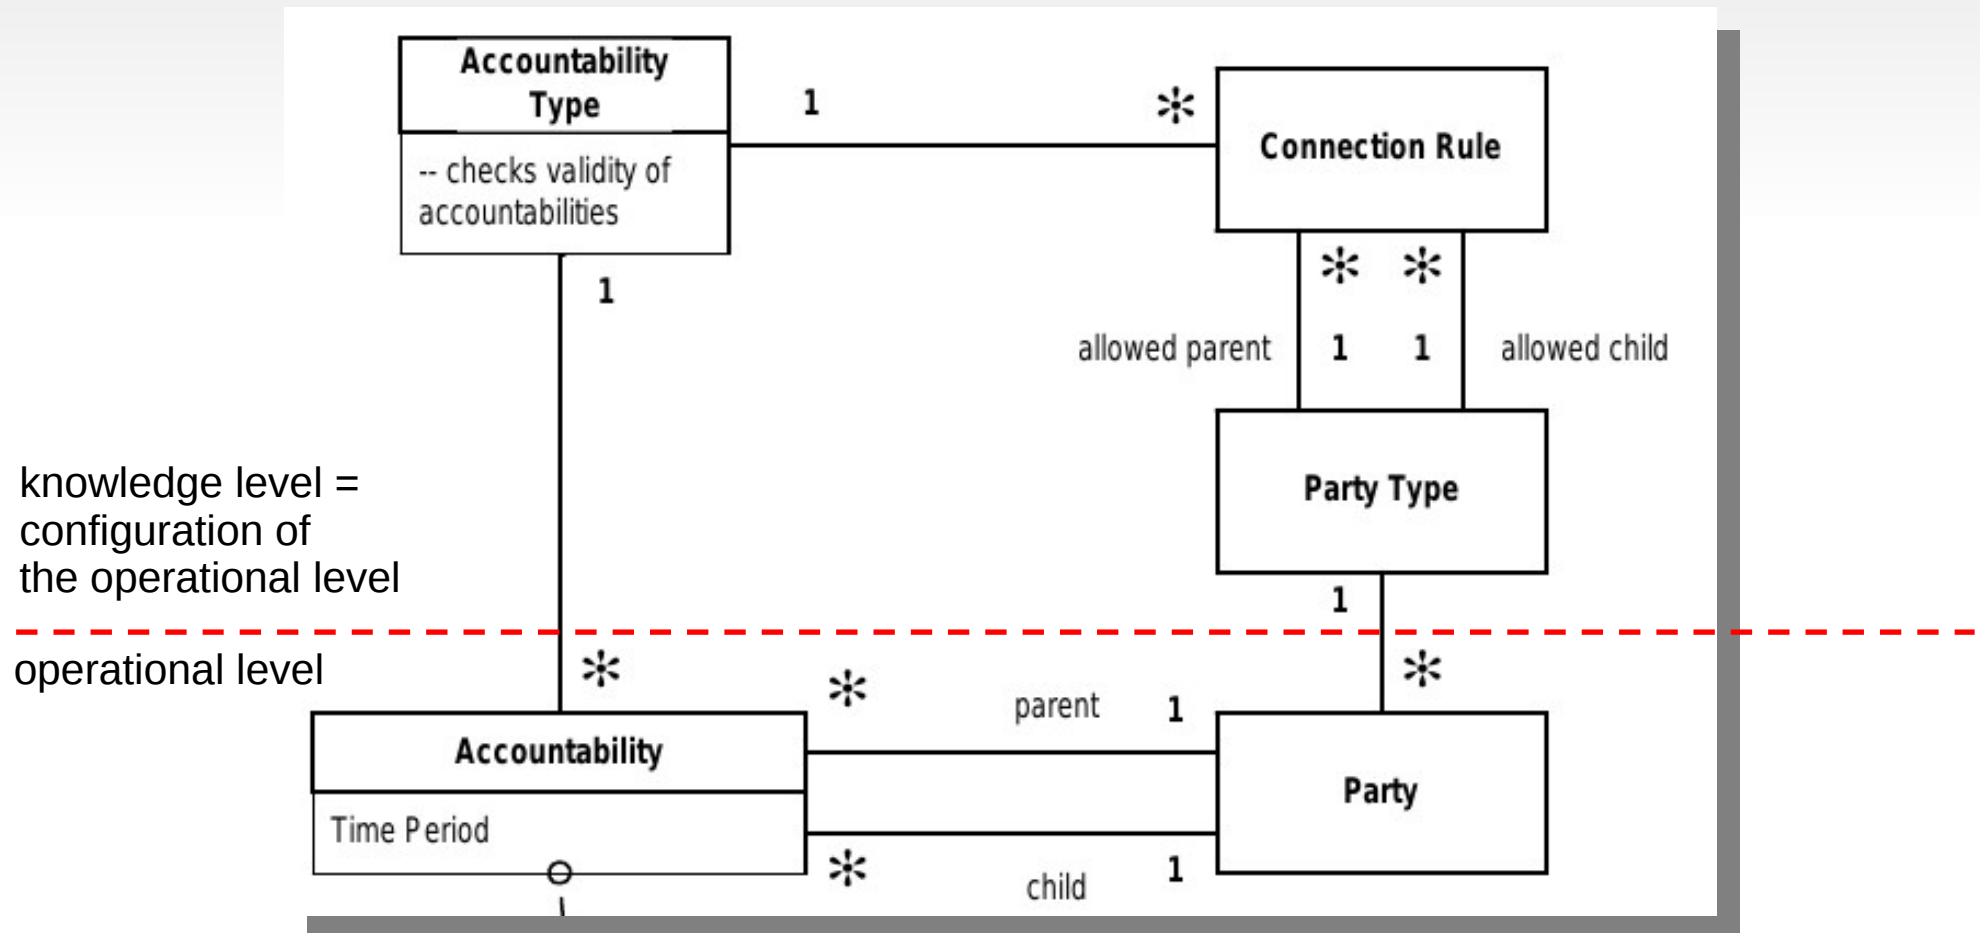 Accountability
Type
-- checks validity of
accountabilities
1
*
Connection Rule
1
*
*
allowed parent
1
1
allowed child
Party Type
knowledge level =
configuration of
the operational level
1
operational level
*
*
*
parent
1
Accountability
Time Period
Party
*
child
1